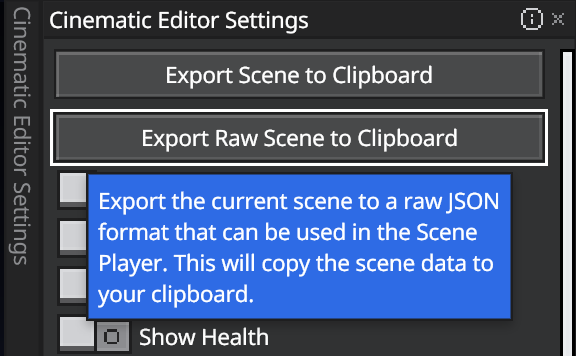 Cinematic Editor Settings
Cinematic Editor Settings
Export Scene to Clipboard
Export Raw Scene to Clipboard
Export the current scene to a raw JSON
format that can be used in the Scene
Player. This will copy the scene data to
your clipboard.
Show Health